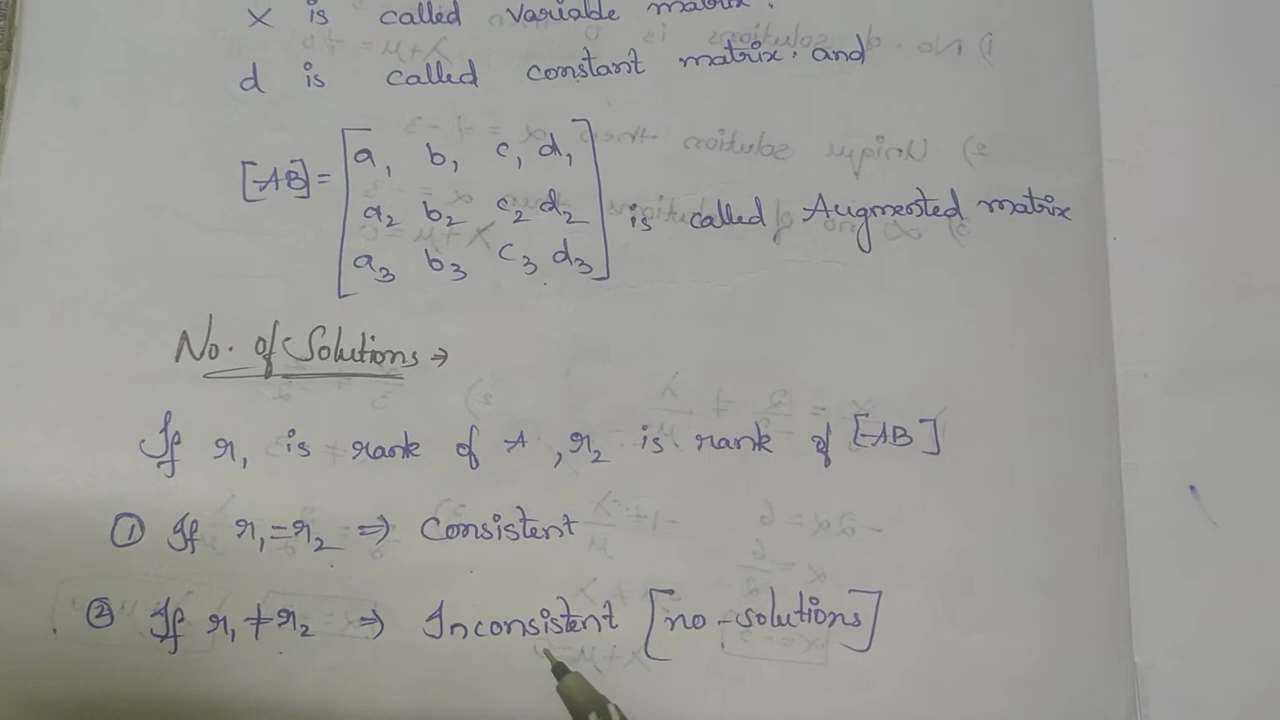 x is called variable matrix.
d is called constant matrix. and
[AB] = [a₁ b₁ c₁ d₁
a₂ b₂ c₂ d₂
a₃ b₃ c₃ d₃] is called Augmented matrix
No. of Solutions →
If r₁ is rank of A, r₂ is rank of [AB]
① If r₁ = r₂ ⇒ Consistent
② If r₁ ≠ r₂ ⇒ Inconsistent [no-solutions]